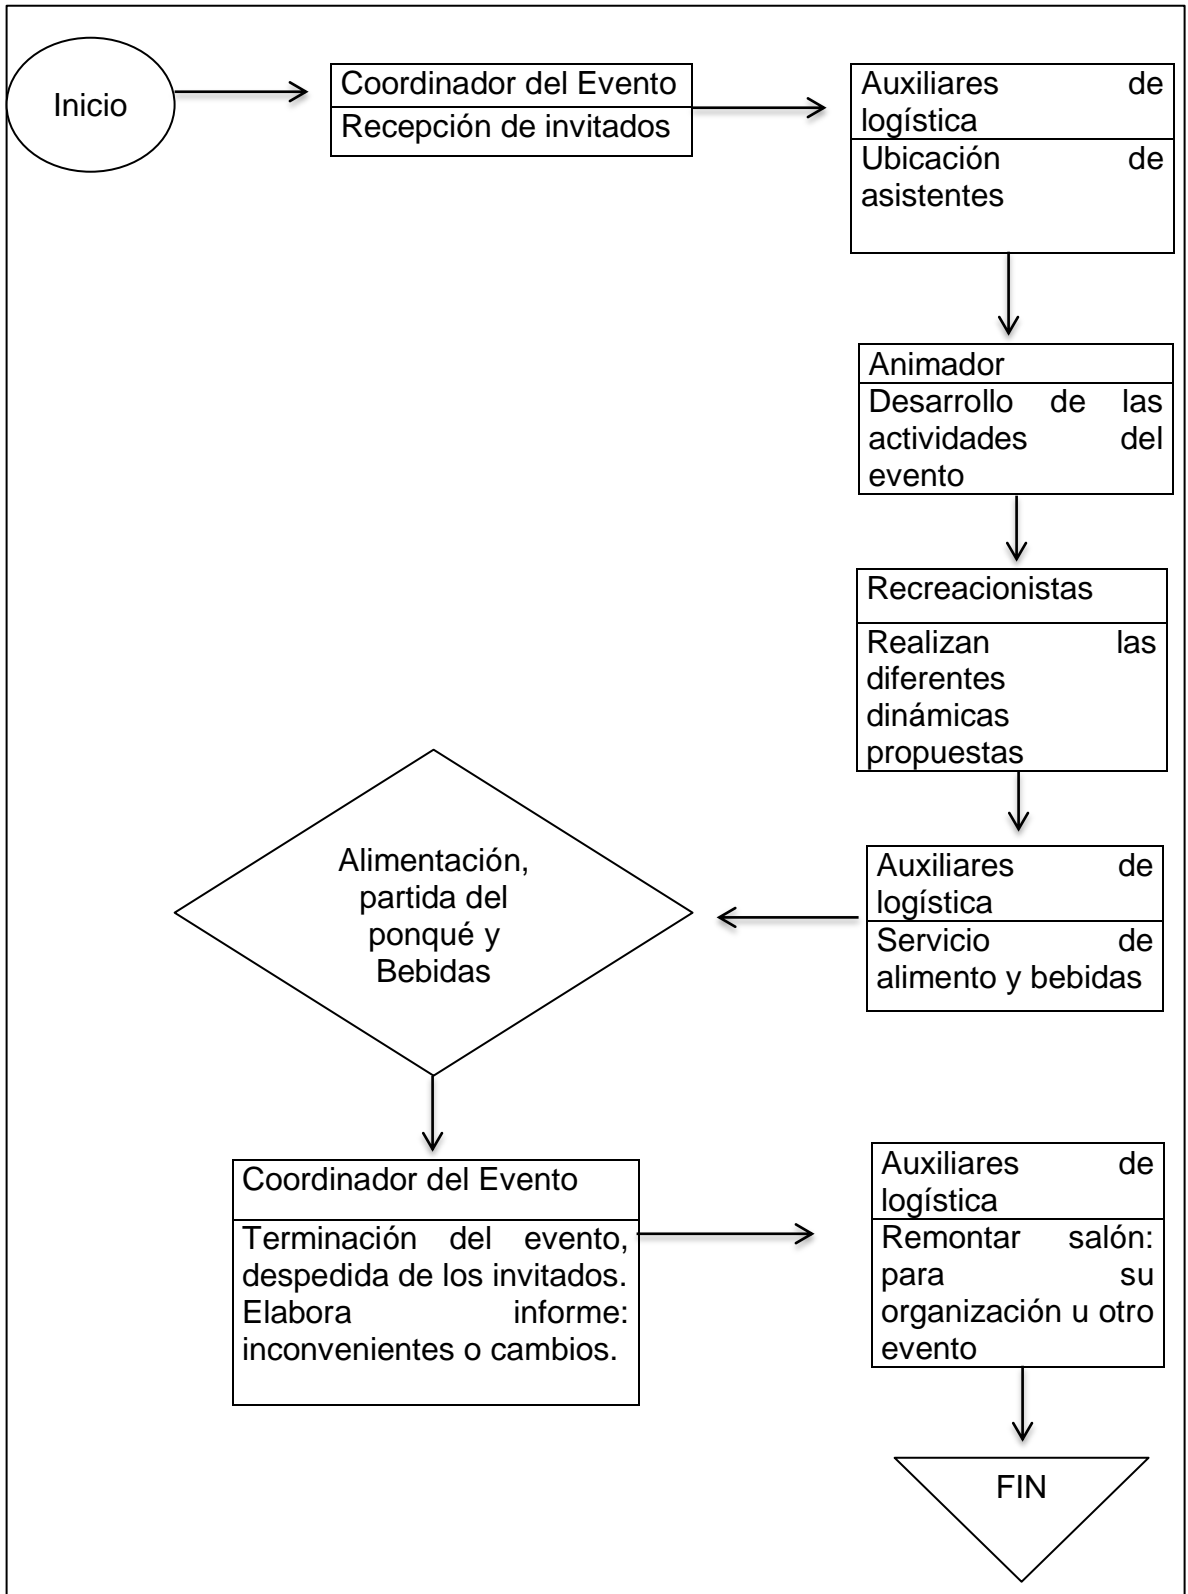 Inicio
Coordinador del Evento
Recepción de invitados
Auxiliares de
logística
Ubicación de
asistentes
Animador
Desarrollo de las
actividades del
evento
Recreacionistas
Realizan las
diferentes
dinámicas
propuestas
Auxiliares de
logística
Servicio de
alimento y bebidas
Alimentación,
partida del
ponqué y
Bebidas
Coordinador del Evento
Terminación del evento,
despedida de los invitados.
Elabora informe:
inconvenientes o cambios.
Auxiliares de
logística
Remontar salón:
para su
organización u otro
evento
FIN